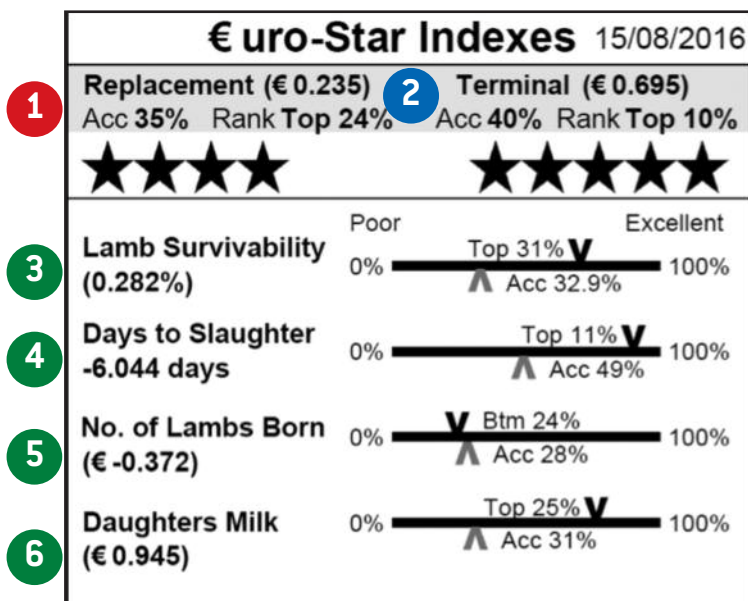 €uro-Star Indexes 15/08/2016
1 Replacement (€0.235) 2 Terminal (€0.695)
Acc 35% Rank Top 24% Acc 40% Rank Top 10%
Poor Excellent
3 Lamb Survivability
(0.282%)
0% Top 31% 100%
Acc 32.9%
4 Days to Slaughter
-6.044 days
0% Top 11% 100%
Acc 49%
5 No. of Lambs Born
(€-0.372)
0% Btm 24% 100%
Acc 28%
6 Daughters Milk
(€0.945)
0% Top 25% 100%
Acc 31%